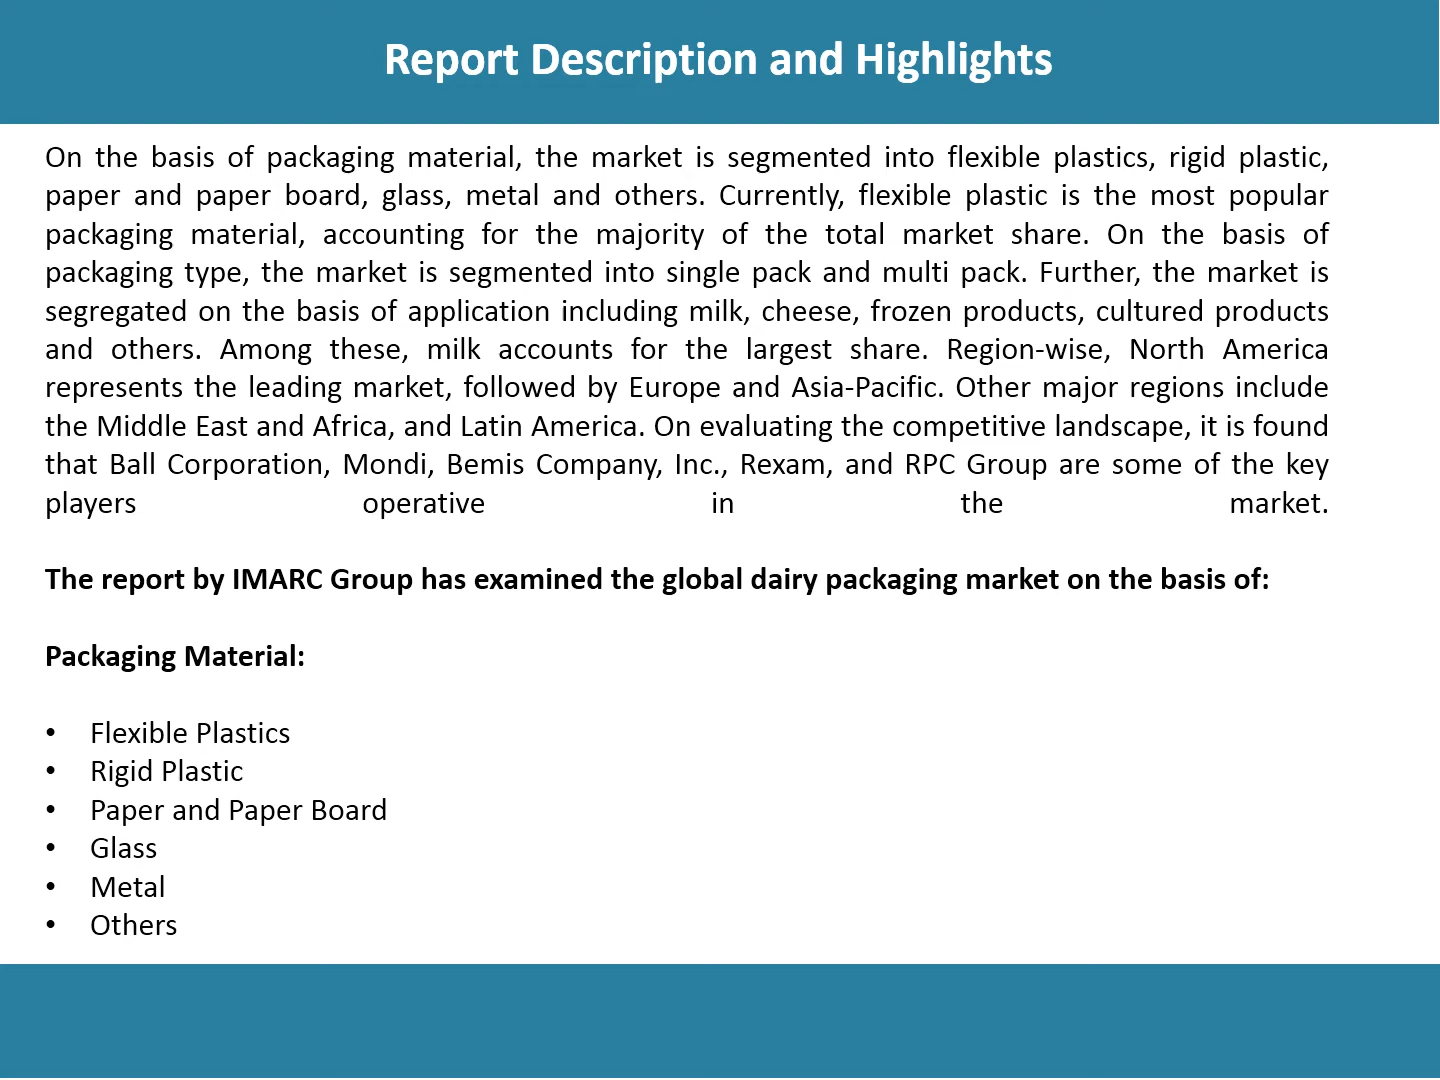 Report Description and Highlights
On the basis of packaging material, the market is segmented into flexible plastics, rigid plastic,
paper and paper board, glass, metal and others. Currently, flexible plastic is the most popular
packaging material, accounting for the majority of the total market share. On the basis of
packaging type, the market is segmented into single pack and multi pack. Further, the market is
segregated on the basis of application including milk, cheese, frozen products, cultured products
and others. Among these, milk accounts for the largest share. Region-wise, North America
represents the leading market, followed by Europe and Asia-Pacific. Other major regions include
the Middle East and Africa, and Latin America. On evaluating the competitive landscape, it is found
that Ball Corporation, Mondi, Bemis Company, Inc., Rexam, and RPC Group are some of the key
players operative in the market.
The report by IMARC Group has examined the global dairy packaging market on the basis of:
Packaging Material:
• Flexible Plastics
• Rigid Plastic
• Paper and Paper Board
• Glass
• Metal
• Others